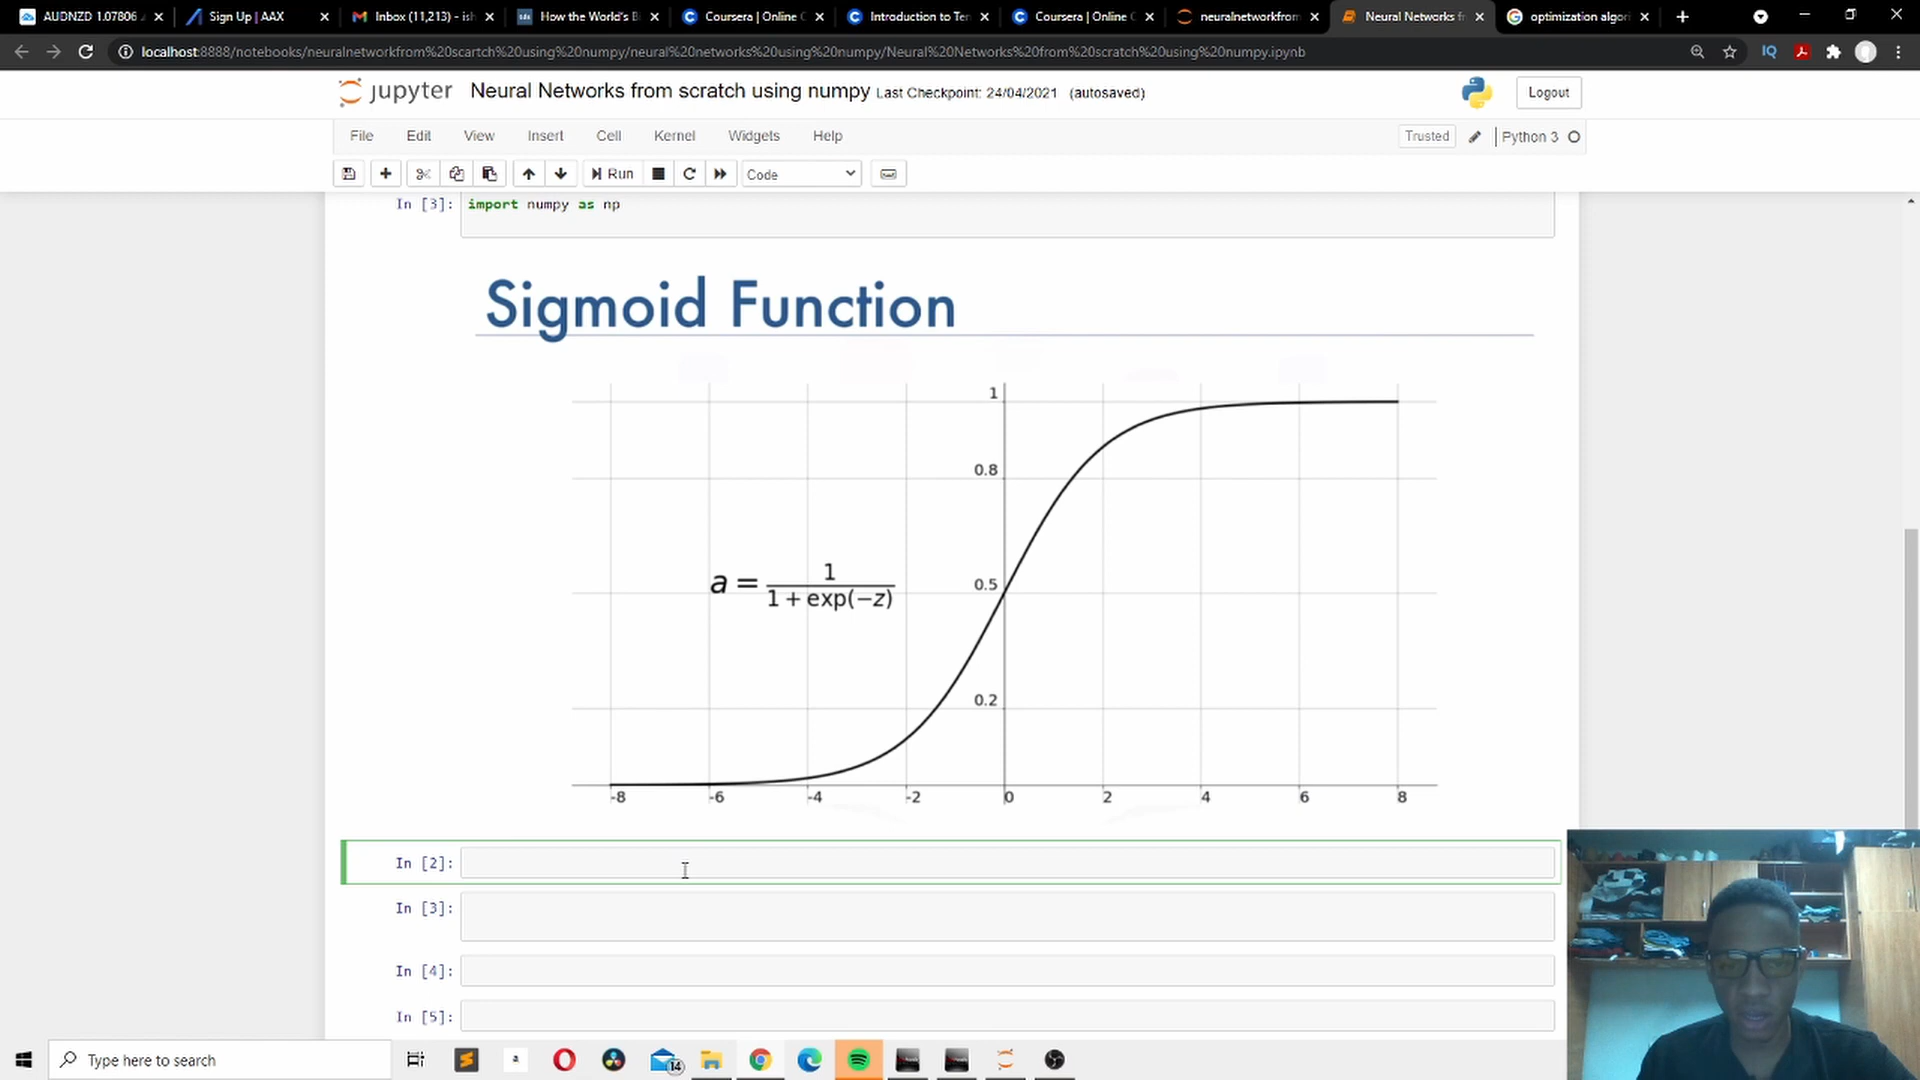 AUDNZD 1.07806
Sign Up | AAX
Inbox (11,213) - ish
How the World's B
Coursera | Online C
Introduction to Ten
Coursera | Online C
neuralnetworkfrom
Neural Networks fr
optimization algori
localhost:8888/notebooks/neuralnetworkfrom%20scartch%20using%20numpy/neural%20networks%20using%20numpy/Neural%20Networks%20from%20scratch%20using%20numpy.ipynb
IQ
jupyter Neural Networks from scratch using numpy Last Checkpoint: 24/04/2021 (autosaved)
Logout
File Edit View Insert Cell Kernel Widgets Help
Trusted
Python 3
Run
Code
In [3]: import numpy as np
Sigmoid Function
1
0.8
0.5
0.2
a = 1 / 1 + exp(−z)
-8 -6 -4 -2 0 2 4 6 8
In [2]:
In [3]:
In [4]:
In [5]:
Type here to search
a
14